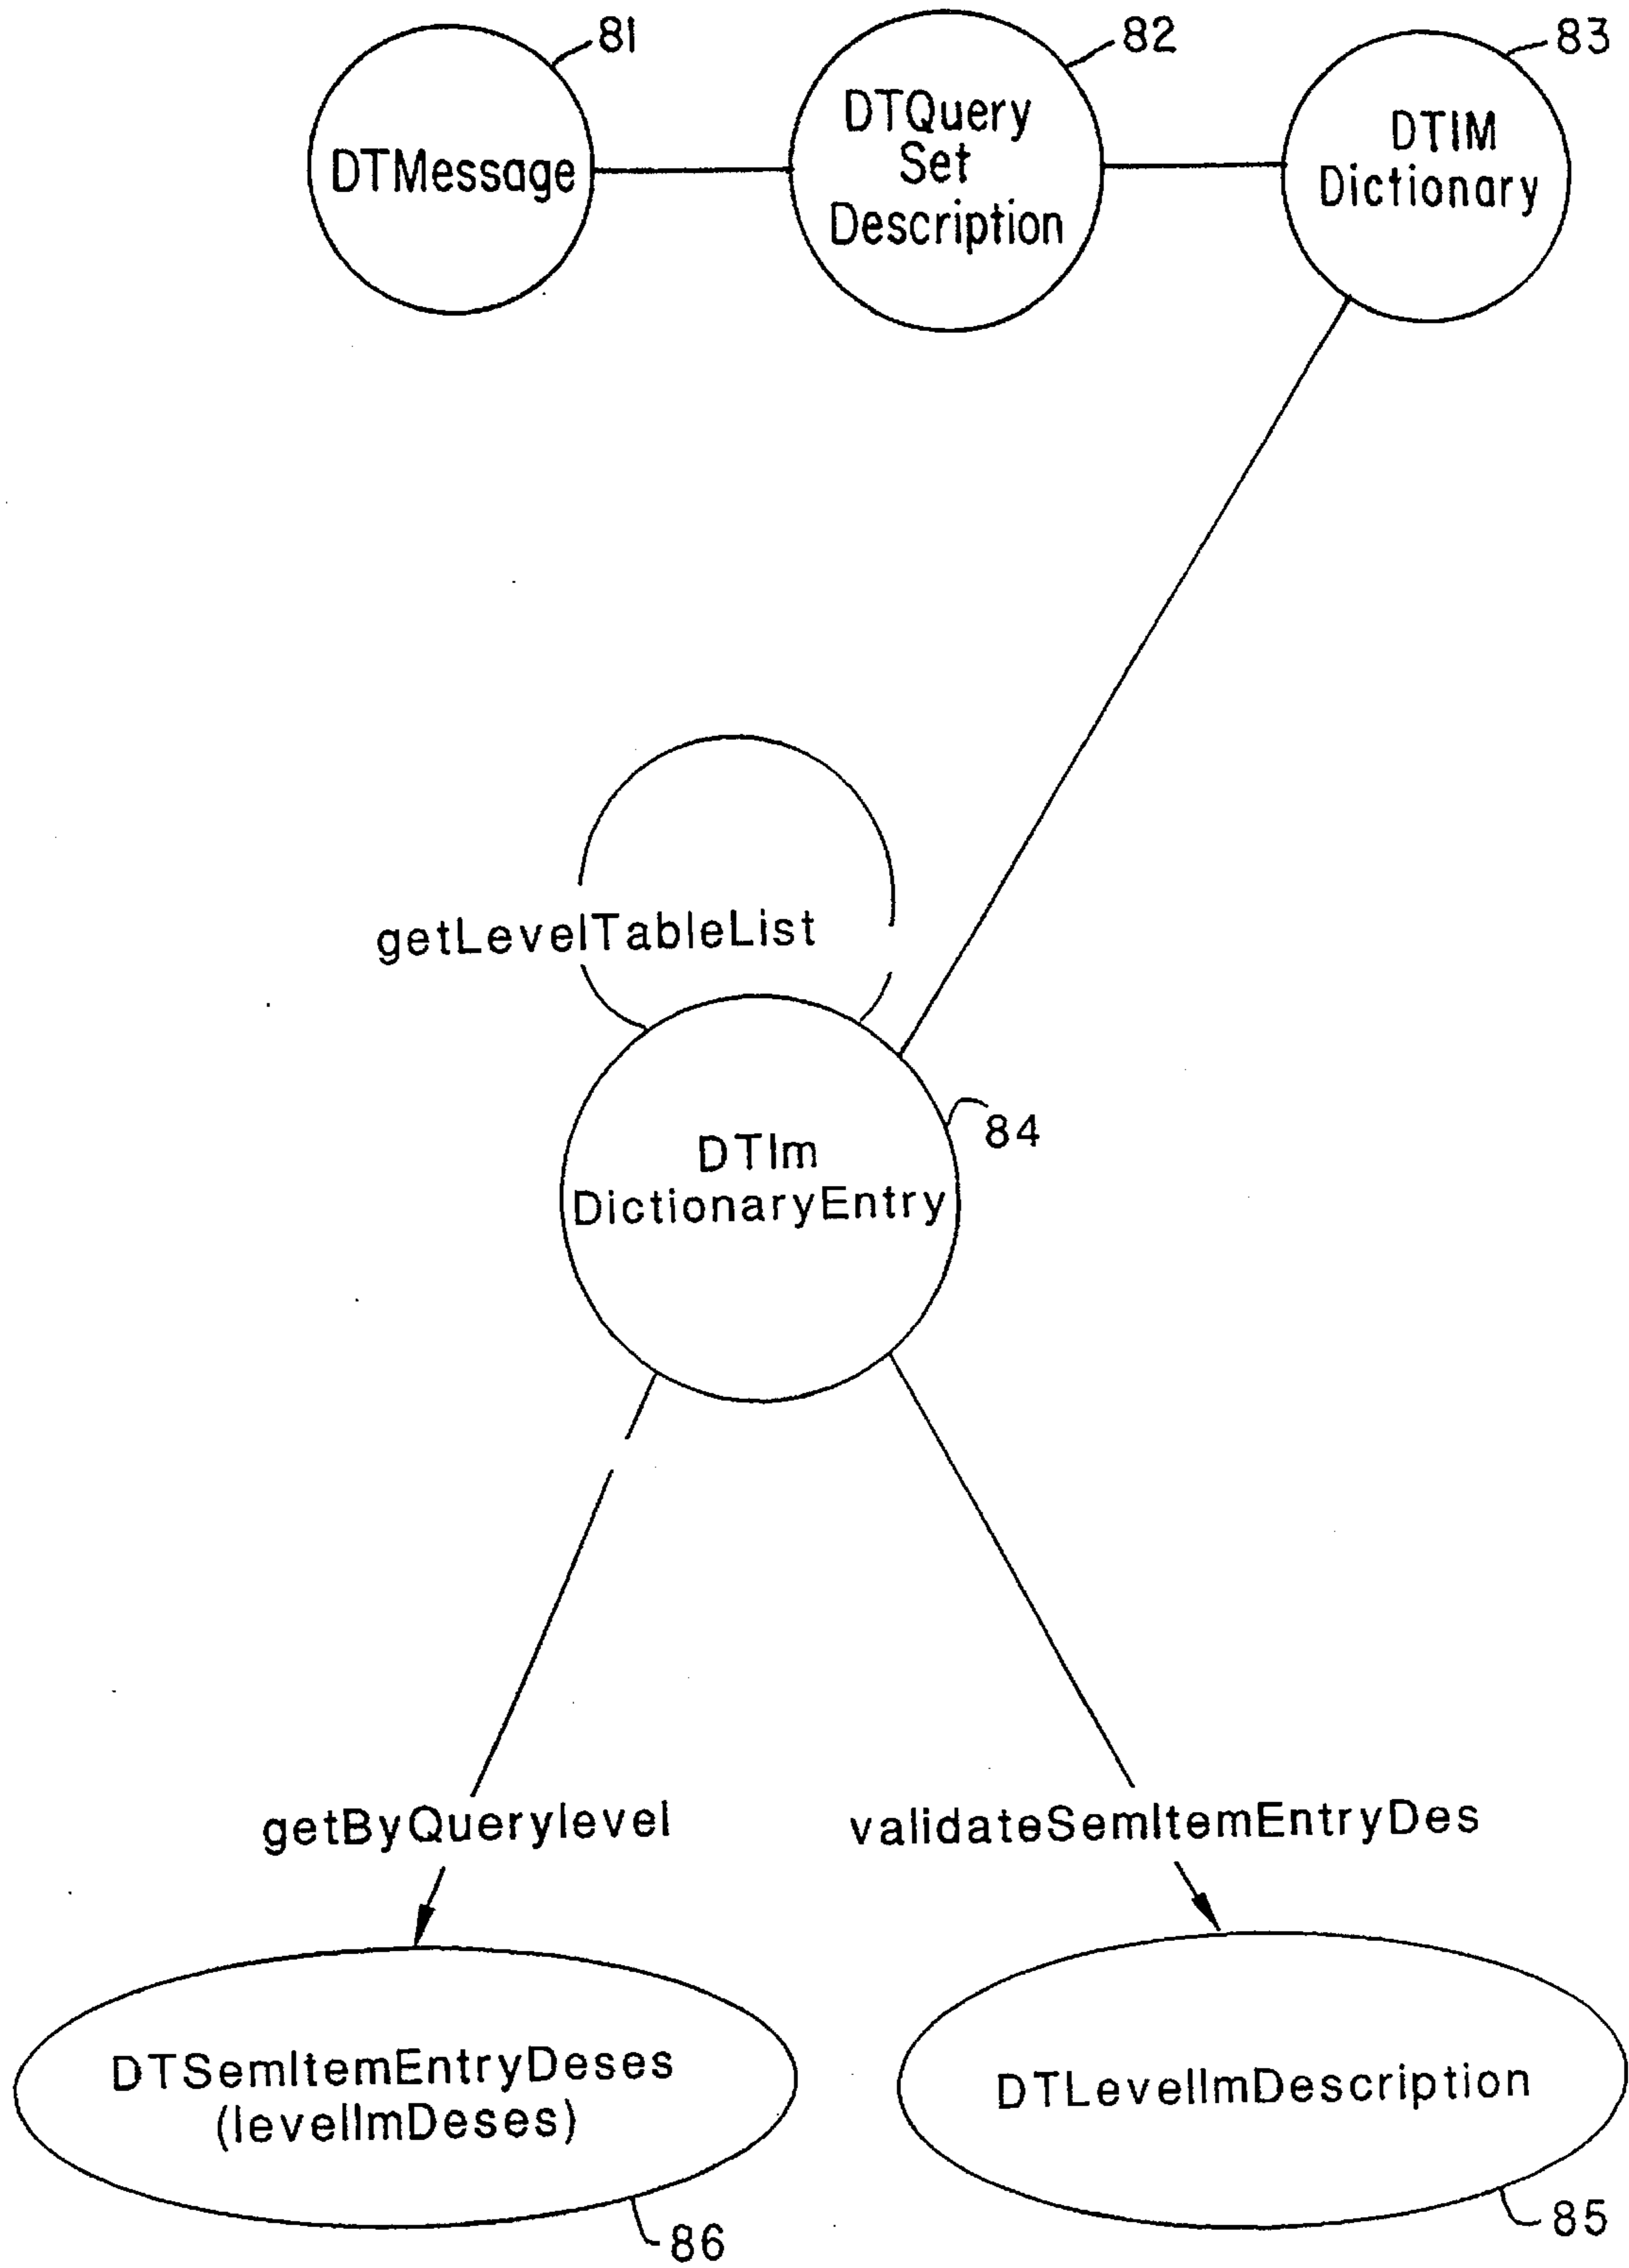 81
82
83
DTMessage
DTQuery
Set
Description
DTIM
Dictionary
getLevelTableList
84
DTIm
DictionaryEntry
getByQuerylevel
validateSemItemEntryDes
DTSemItemEntryDeses
(levelImDeses)
DTLevelImDescription
86
85